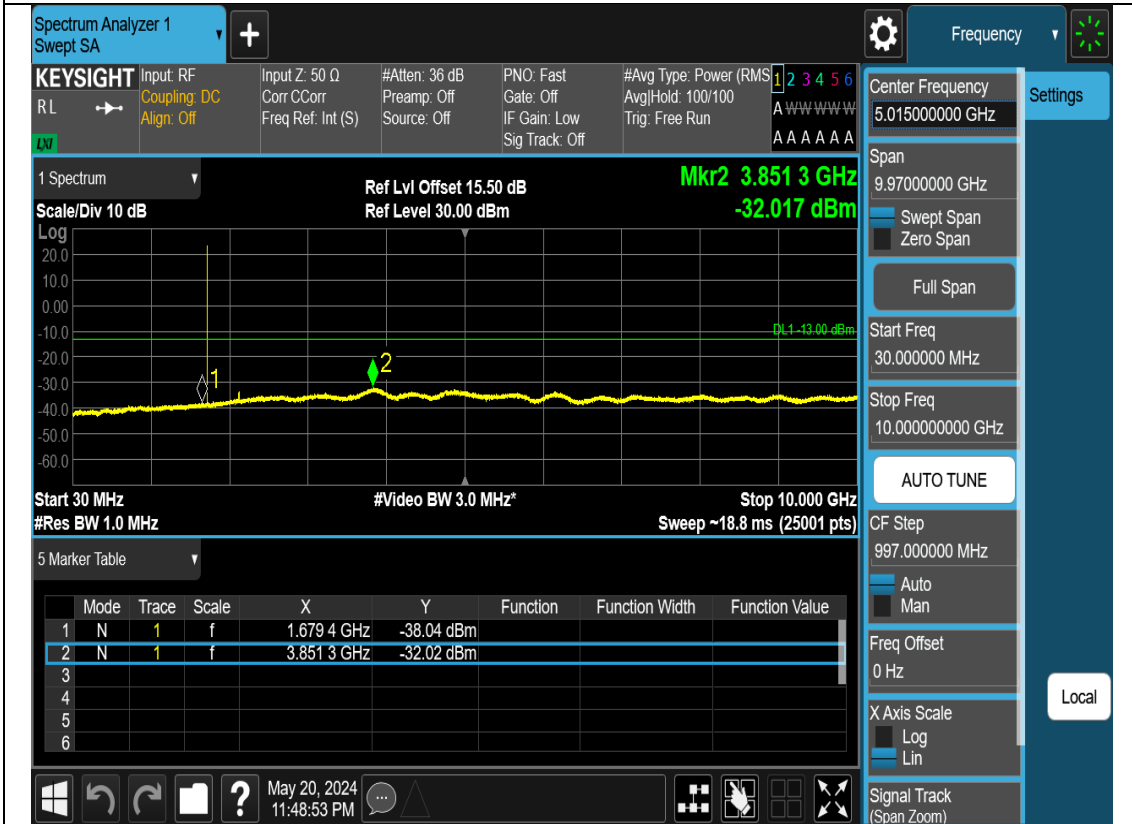 Spectrum Analyzer 1
Swept SA
Frequency
KEYSIGHT
RL
LXI
Input: RF
Coupling: DC
Align: Off
Input Z: 50 Ω
Corr CCorr
Freq Ref: Int (S)
#Atten: 36 dB
Preamp: Off
Source: Off
PNO: Fast
Gate: Off
IF Gain: Low
Sig Track: Off
#Avg Type: Power (RMS
Avg|Hold: 100/100
Trig: Free Run
1 2 3 4 5 6
A W W W W W
A A A A A A
1 Spectrum
Scale/Div 10 dB
Log
Ref Lvl Offset 15.50 dB
Ref Level 30.00 dBm
Mkr2 3.851 3 GHz
-32.017 dBm
20.0
10.0
0.00
-10.0
-20.0
-30.0
-40.0
-50.0
-60.0
DL1 -13.00 dBm
1
2
Start 30 MHz
#Res BW 1.0 MHz
#Video BW 3.0 MHz*
Stop 10.000 GHz
Sweep ~18.8 ms (25001 pts)
5 Marker Table
Mode Trace Scale X Y Function Function Width Function Value
1 N 1 f 1.679 4 GHz -38.04 dBm
2 N 1 f 3.851 3 GHz -32.02 dBm
3
4
5
6
?
May 20, 2024
11:48:53 PM
Center Frequency
5.015000000 GHz
Settings
Span
9.97000000 GHz
Swept Span
Zero Span
Full Span
Start Freq
30.000000 MHz
Stop Freq
10.000000000 GHz
AUTO TUNE
CF Step
997.000000 MHz
Auto
Man
Freq Offset
0 Hz
X Axis Scale
Log
Lin
Local
Signal Track
(Span Zoom)